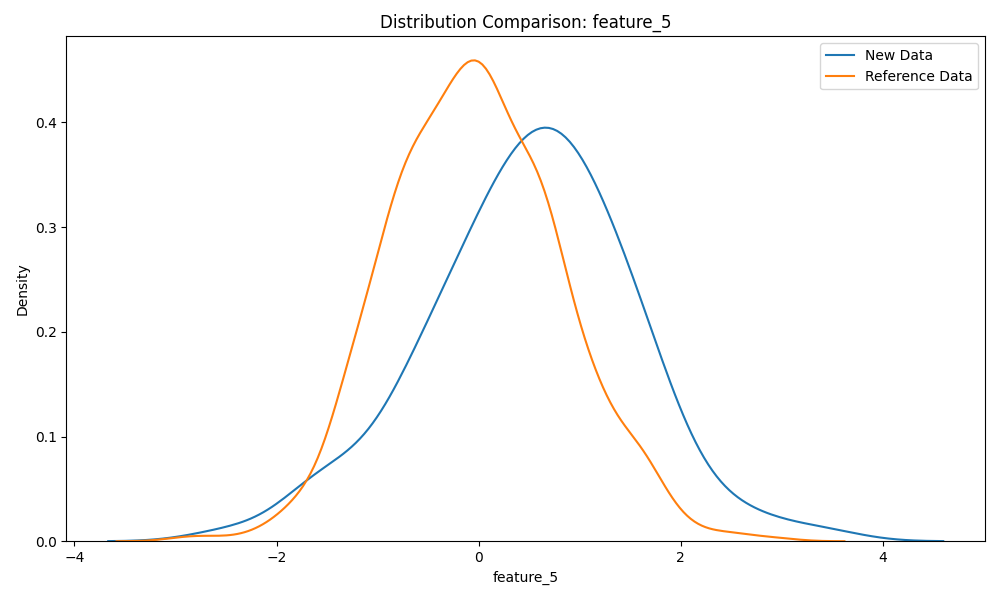 Distribution Comparison: feature_5
New Data
Reference Data
Density
0.4
0.3
0.2
0.1
0.0
−4
−2
0
2
4
feature_5